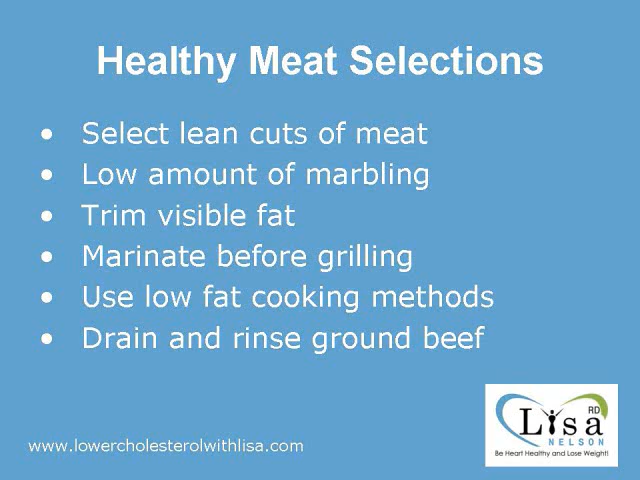 Healthy Meat Selections
• Select lean cuts of meat
• Low amount of marbling
• Trim visible fat
• Marinate before grilling
• Use low fat cooking methods
• Drain and rinse ground beef
www.lowercholesterolwithlisa.com
Lisa RD
NELSON
Be Heart Healthy and Lose Weight!